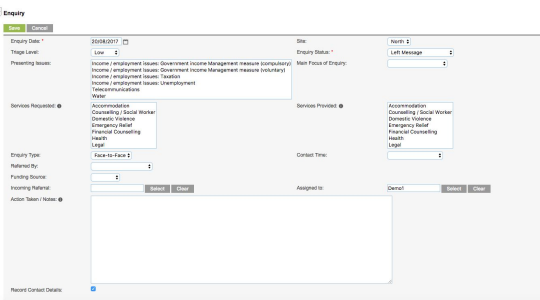 Enquiry
Save Cancel
Enquiry Date: * 20/08/2017 Site: North
Triage Level: Low Enquiry Status: * Left Message
Presenting Issues: Income / employment issues: Government income Management measure (compulsory) Main Focus of Enquiry:
Income / employment issues: Government income Management measure (voluntary)
Income / employment issues: Taxation
Income / employment issues: Unemployment
Telecommunications
Water
Services Requested: Accommodation Services Provided: Accommodation
Counselling / Social Worker Counselling / Social Worker
Domestic Violence Domestic Violence
Emergency Relief Emergency Relief
Financial Counselling Financial Counselling
Health Health
Legal Legal
Enquiry Type: Face-to-Face Contact Time:
Referred By:
Funding Source:
Incoming Referral: Select Clear Assigned to: Demo1 Select Clear
Action Taken / Notes:
Record Contact Details: